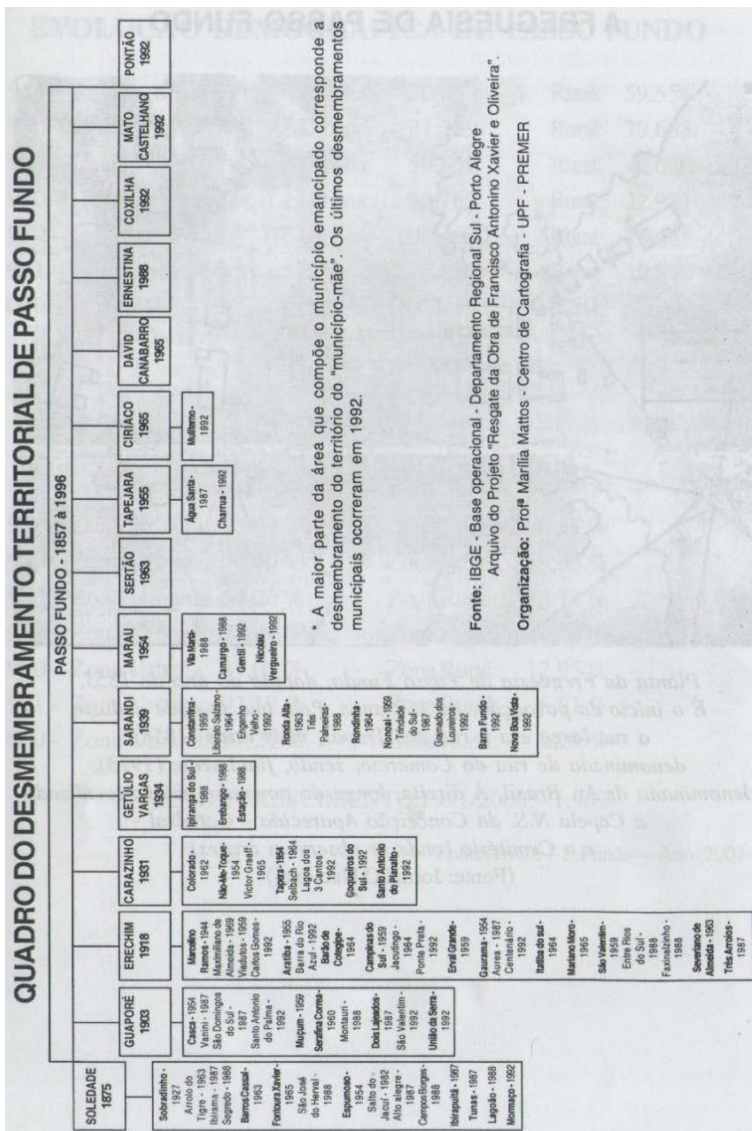 QUADRO DO DESMEMBRAMENTO TERRITORIAL DE PASSO FUNDO
PASSO FUNDO - 1857 à 1996
SOLEDADE
1875
GUAPORÉ
1903
ERECHIM
1918
CARAZINHO
1931
GETÚLIO
VARGAS
1934
SARANDI
1939
MARAU
1954
SERTÃO
1963
TAPEJARA
1955
CIRÍACO
1965
DAVID
CANABARRO
1965
ERNESTINA
1988
COXILHA
1992
MATO
CASTELHANO
1992
PONTÃO
1992
Sobradinho -
1927
Arroio do
Tigre - 1963
Ibirama - 1987
Segredo - 1988
Barros Cassal -
1963
Fontoura Xavier -
1965
São José
do Herval -
1988
Espumoso -
1954
Salto do
Jacuí - 1982
Alto alegre -
1987
Campos Borges -
1988
Ibirapuitã - 1987
Tunas - 1987
Lagoão - 1988
Mormaço - 1992
Casca - 1954
Vanini - 1987
São Domingos
do Sul -
1987
Santo Antonio
do Palma -
1992
Muçum - 1959
Serafina Correa -
1960
Montauri -
1988
Dois Lajeados -
1987
São Valentim -
1992
União da Serra -
1992
Marcelino
Ramos - 1944
Maximiliano de
Almeida - 1969
Viadutos - 1959
Carlos Gomes -
1992
Aratiba - 1955
Barra do Rio
Azul - 1992
Barão de
Cotegipe -
1964
Campinas do
Sul - 1959
Jacutinga -
1964
Ponte Preta -
1992
Erval Grande -
1959
Gaurama - 1954
Aurea - 1987
Centenário -
1992
Itatiba do sul -
1964
Mariano Moro -
1965
São Valentim -
1959
Entre Rios
do Sul -
1988
Faxinalzinho -
1988
Severiano de
Almeida - 1963
Três Arroios -
1987
Colorado -
1962
Não-Me-Toque -
1954
Victor Graeff -
1965
Tapera - 1954
Selbach - 1964
Lagoa dos
3 Cantos -
1992
Coqueiros do
Sul - 1992
Santo Antonio
do Planalto -
1992
Ipiranga do Sul -
1988
Erebango - 1988
Estação - 1988
Constantina -
1959
Liberato Salzano -
1964
Engenho
Velho -
1992
Ronda Alta -
1963
Três
Palmeiras -
1988
Rondinha -
1964
Nonoai - 1959
Trindade
do Sul -
1987
Gramado dos
Loureiros -
1992
Barra Fundo -
1992
Nova Boa Vista -
1992
Vila Maria -
1988
Camargo - 1988
Gentil - 1992
Nicolau
Vergueiro - 1992
Água Santa -
1987
Charrua - 1992
Muliterno -
1992
A maior parte da área que compõe o município emancipado corresponde a
desmembramento do território do "município-mãe". Os últimos desmembramentos
municipais ocorreram em 1992.
Fonte: IBGE - Base operacional - Departamento Regional Sul - Porto Alegre
Arquivo do Projeto "Resgate da Obra de Francisco Antonino Xavier e Oliveira".
Organização: Profª Marília Mattos - Centro de Cartografia - UPF - PREMER